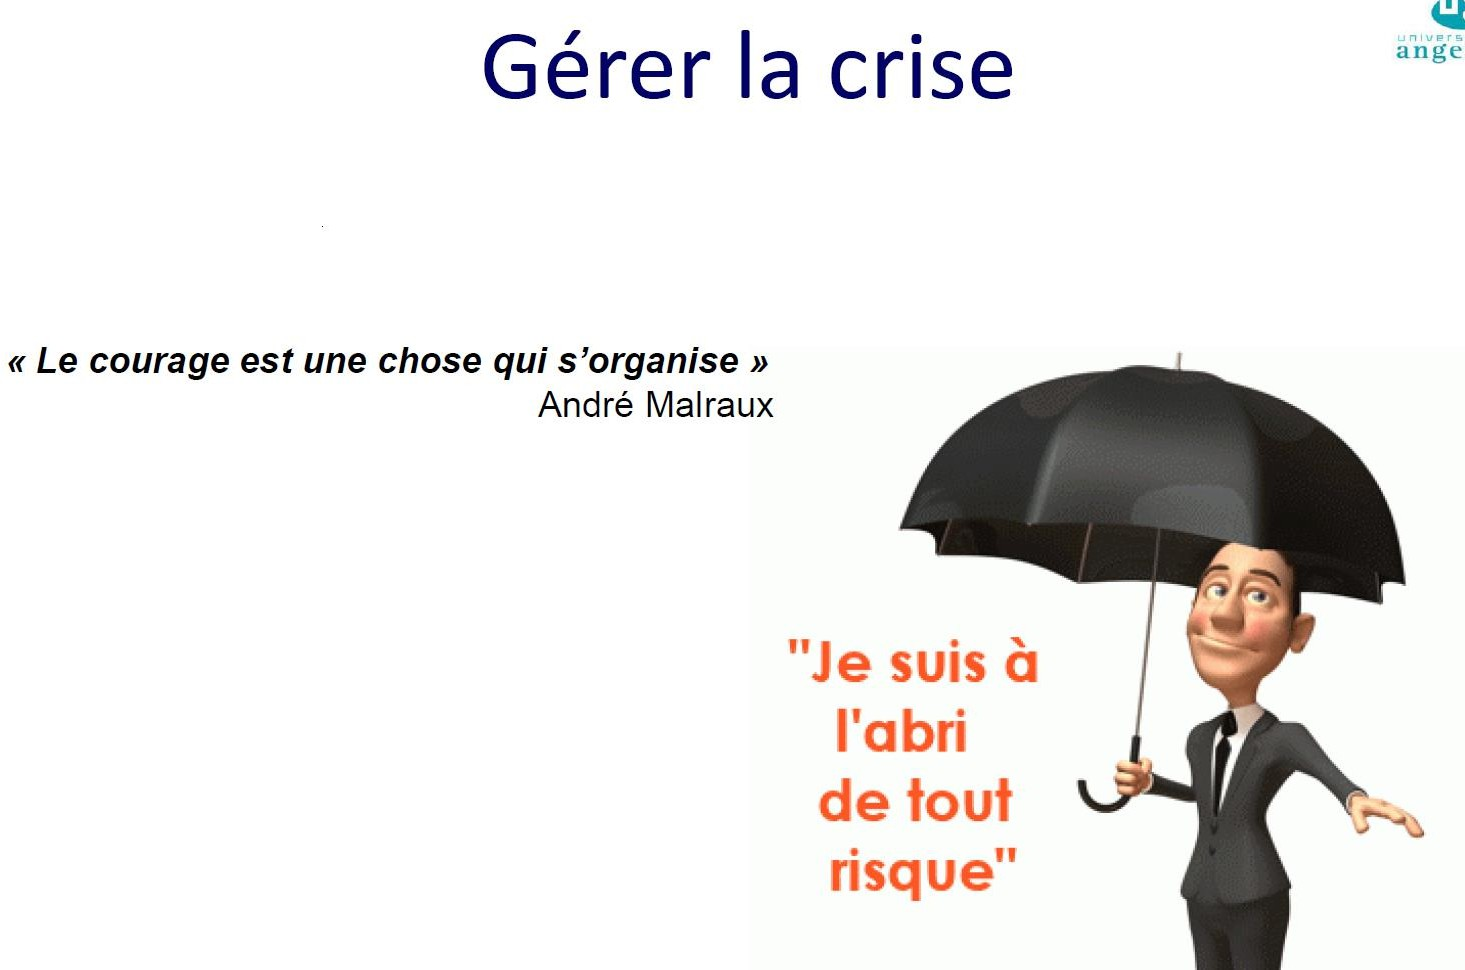 Gérer la crise
« Le courage est une chose qui s’organise »
André Malraux
"Je suis à
l'abri
de tout
risque"